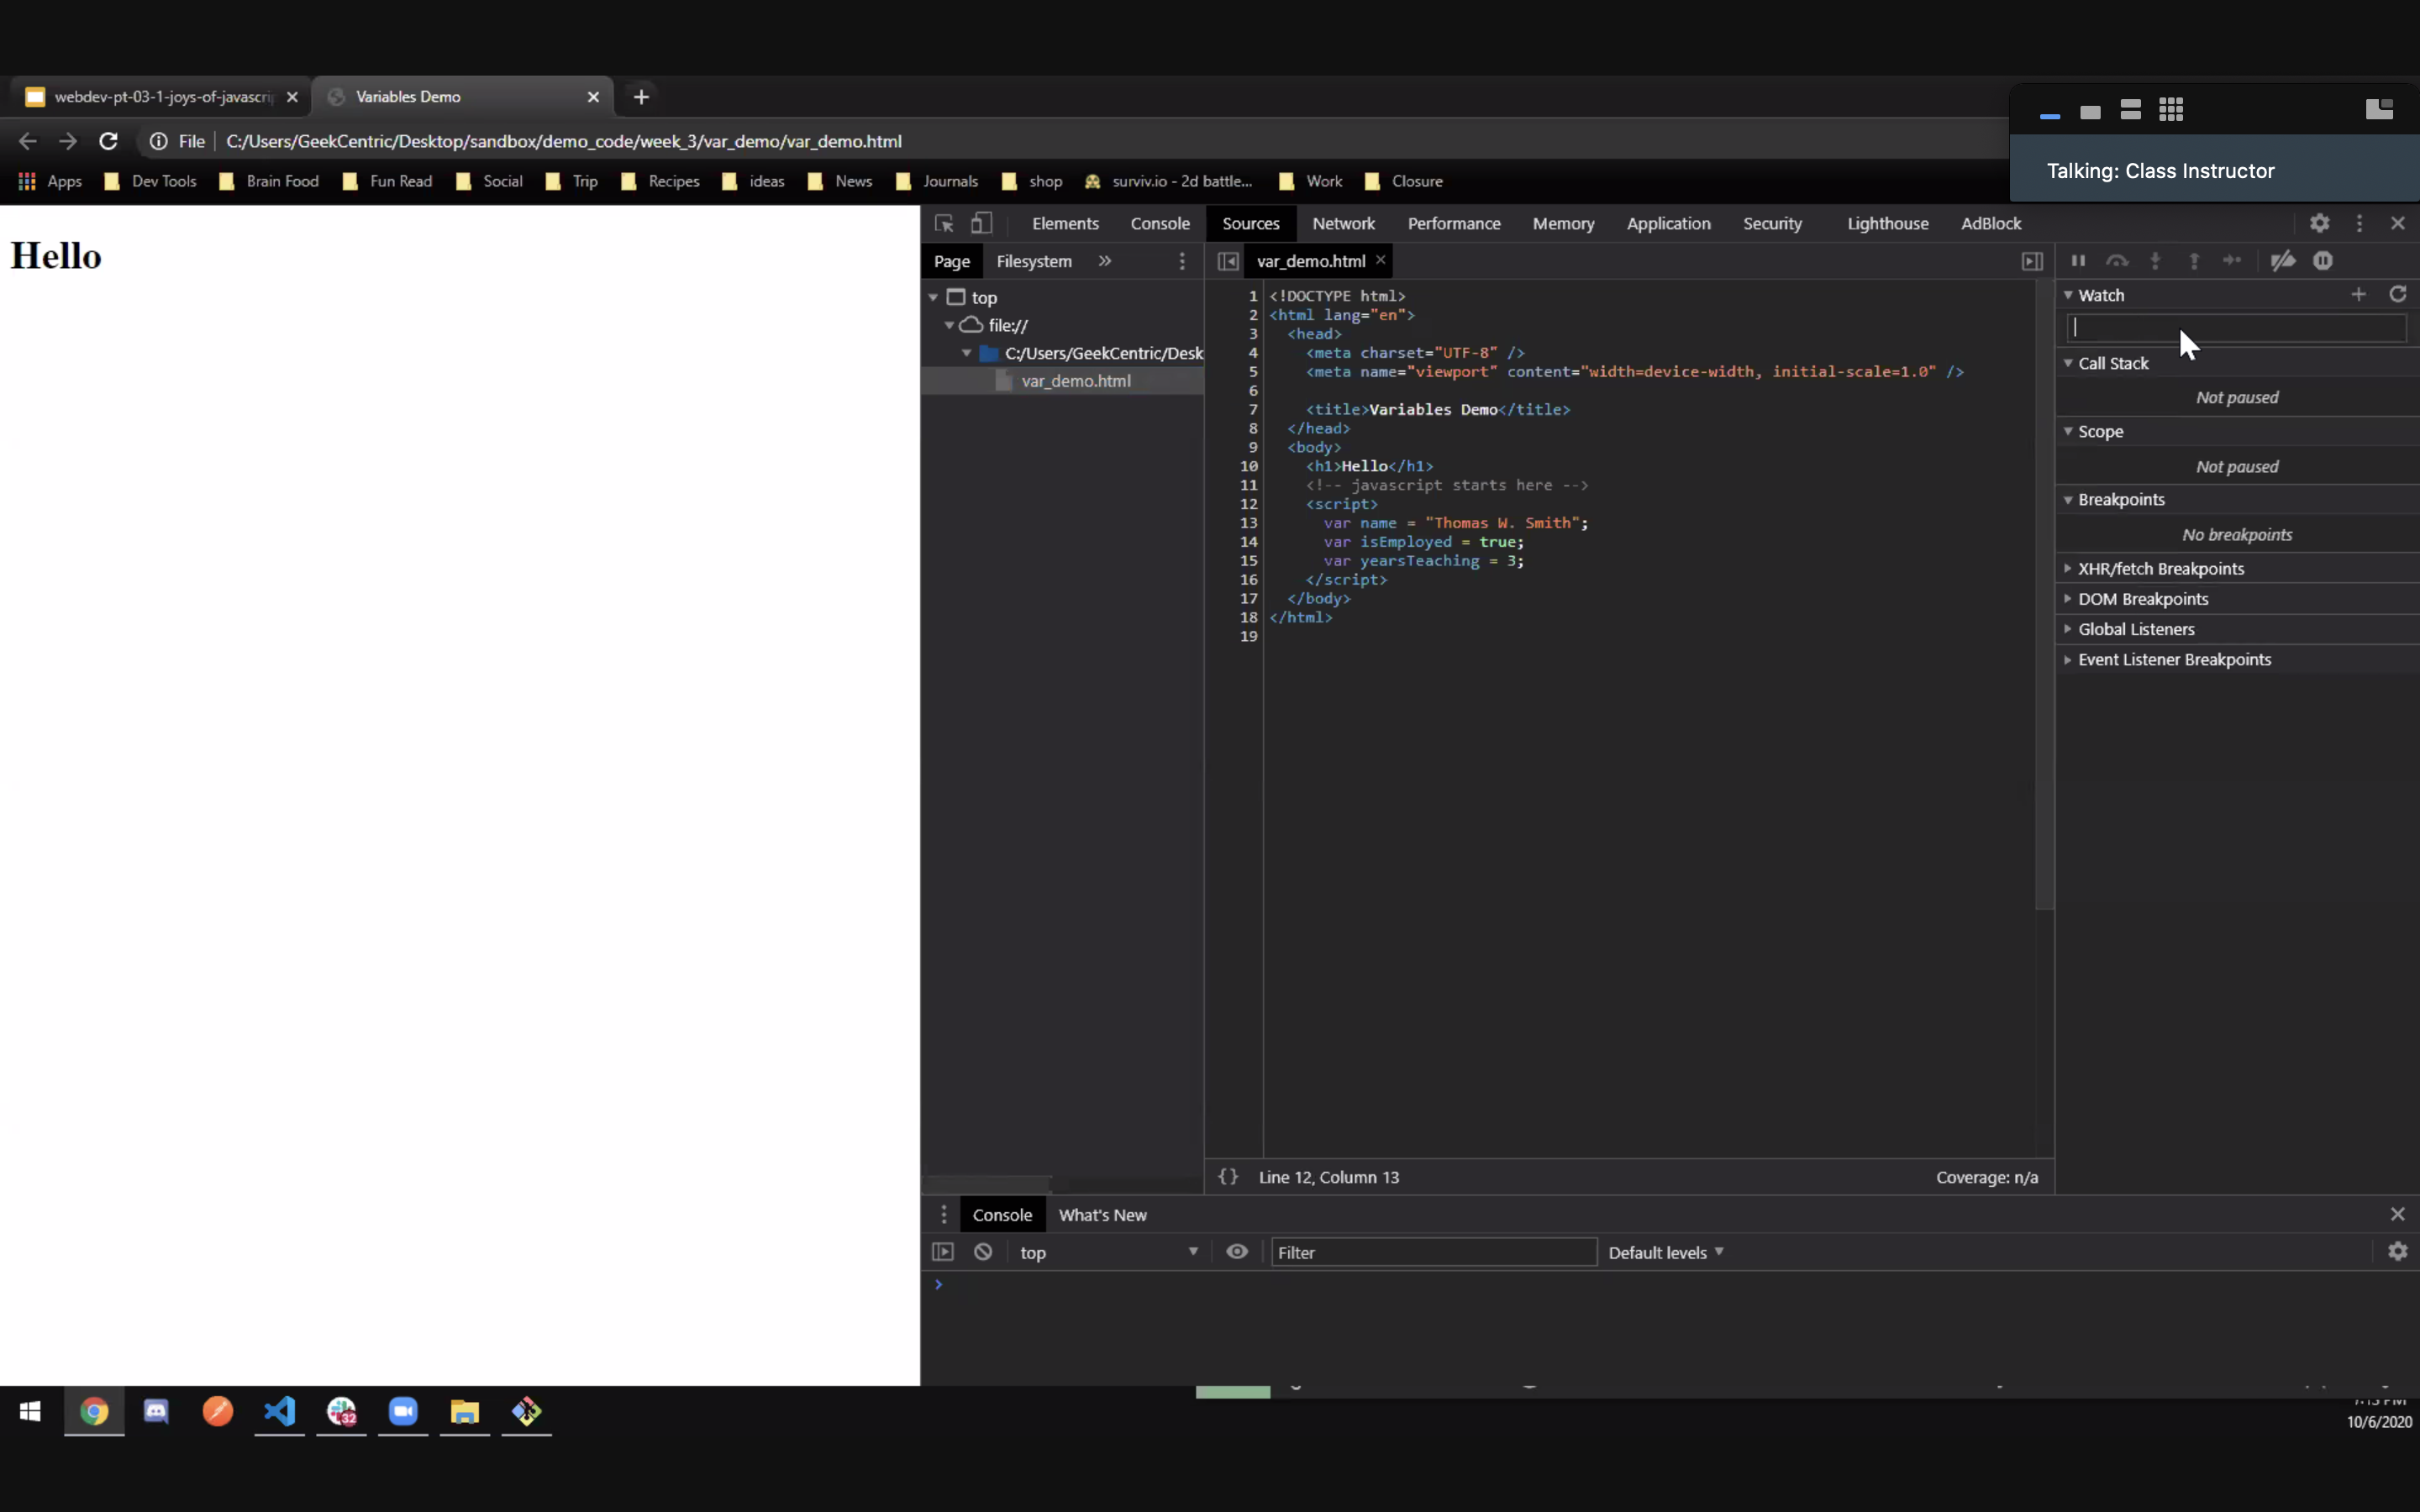 webdev-pt-03-1-joys-of-javascri
Variables Demo
File
C:/Users/GeekCentric/Desktop/sandbox/demo_code/week_3/var_demo/var_demo.html
Talking: Class Instructor
Apps Dev Tools Brain Food Fun Read Social Trip Recipes ideas News Journals shop surviv.io - 2d battle... Work Closure
Hello
Elements Console Sources Network Performance Memory Application Security Lighthouse AdBlock
Page Filesystem »
var_demo.html
top
file://
C:/Users/GeekCentric/Desk
var_demo.html
1 <!DOCTYPE html>
2 <html lang="en">
3 <head>
4 <meta charset="UTF-8" />
5 <meta name="viewport" content="width=device-width, initial-scale=1.0" />
6
7 <title>Variables Demo</title>
8 </head>
9 <body>
10 <h1>Hello</h1>
11 <!-- javascript starts here -->
12 <script>
13 var name = "Thomas W. Smith";
14 var isEmployed = true;
15 var yearsTeaching = 3;
16 </script>
17 </body>
18 </html>
19
Watch
Call Stack
Not paused
Scope
Not paused
Breakpoints
No breakpoints
XHR/fetch Breakpoints
DOM Breakpoints
Global Listeners
Event Listener Breakpoints
{} Line 12, Column 13
Coverage: n/a
Console What's New
top
Filter
Default levels
32
10/6/2020